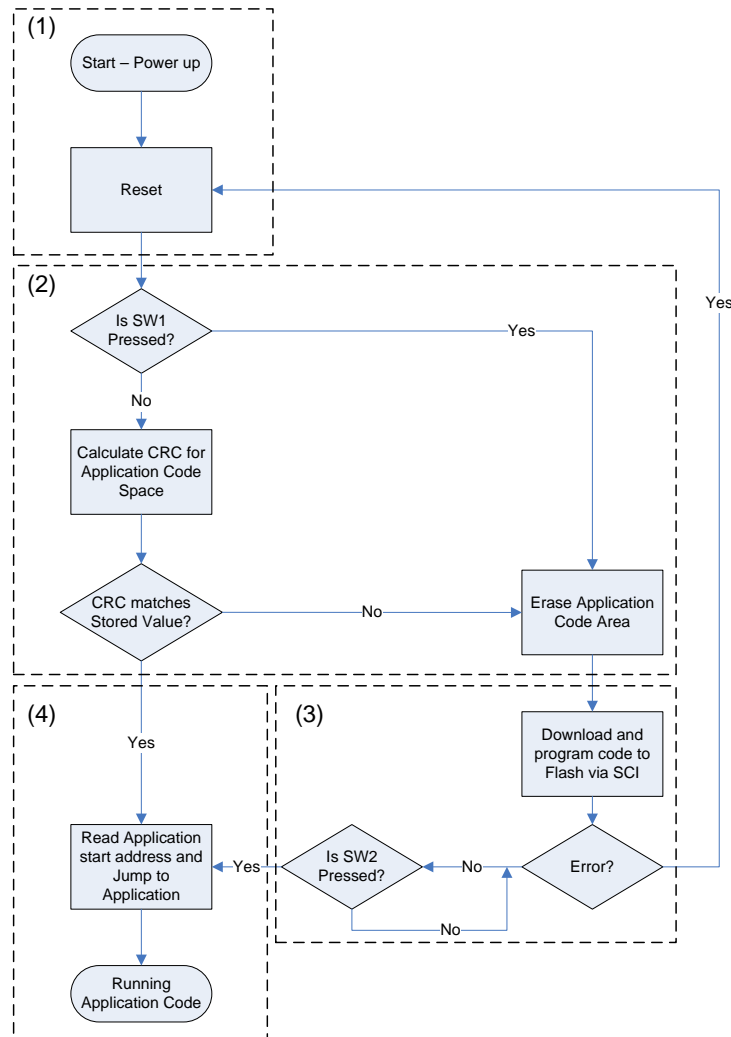 (1)
Start – Power up
Reset
(2)
Is SW1
Pressed?
Yes
Yes
No
Calculate CRC for
Application Code
Space
CRC matches
Stored Value?
No
Erase Application
Code Area
(4)
(3)
Yes
Download and
program code to
Flash via SCI
Read Application
start address and
Jump to
Application
Yes
Is SW2
Pressed?
No
Error?
No
Running
Application Code